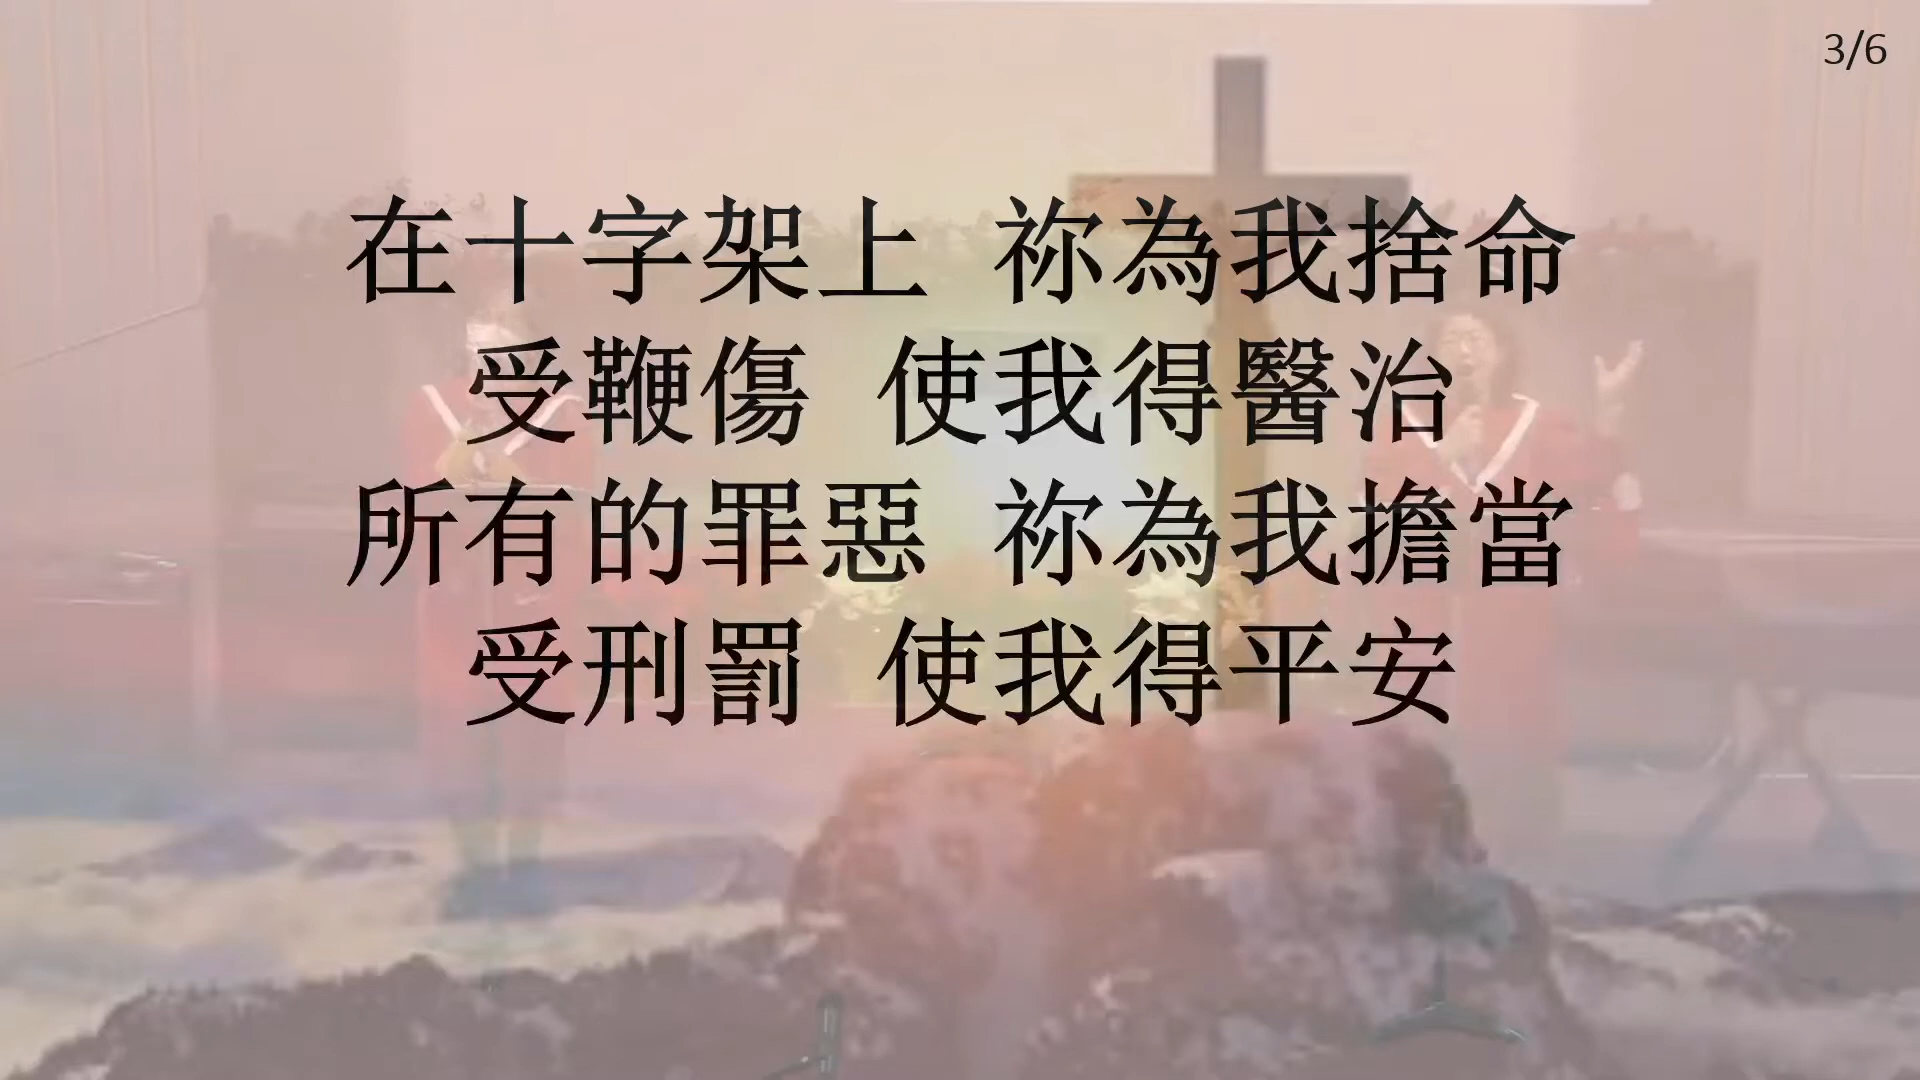 3/6
在十字架上 祢為我捨命
受鞭傷 使我得醫治
所有的罪惡 祢為我擔當
受刑罰 使我得平安